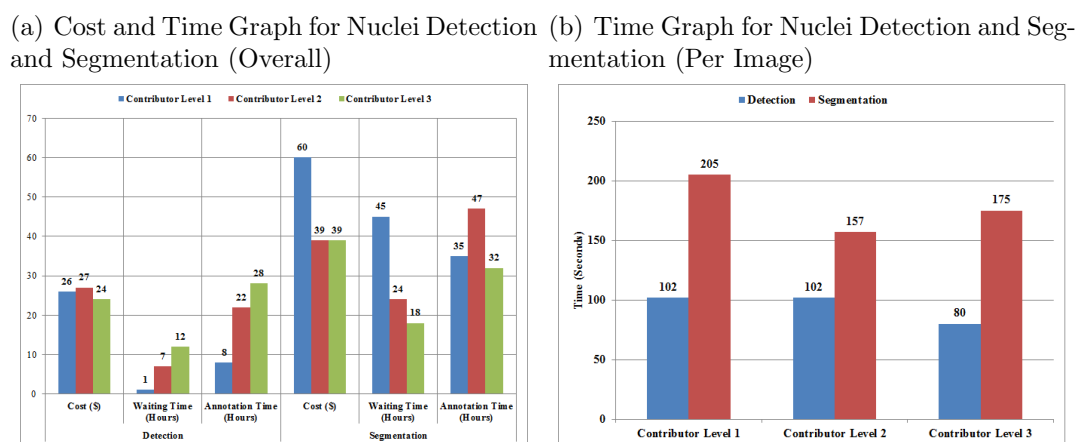 (a) Cost and Time Graph for Nuclei Detection
and Segmentation (Overall)
(b) Time Graph for Nuclei Detection and Seg-
mentation (Per Image)
Contributor Level 1 Contributor Level 2 Contributor Level 3
70
60
50
40
30
20
10
0
26 27 24
1 7 12
8 22 28
60 39 39
45 24 18
35 47 32
Cost ($) Waiting Time (Hours) Annotation Time (Hours) Cost ($) Waiting Time (Hours) Annotation Time (Hours)
Detection Segmentation
Detection Segmentation
Time (Seconds)
250
200
150
100
50
0
102 205
102 157
80 175
Contributor Level 1 Contributor Level 2 Contributor Level 3